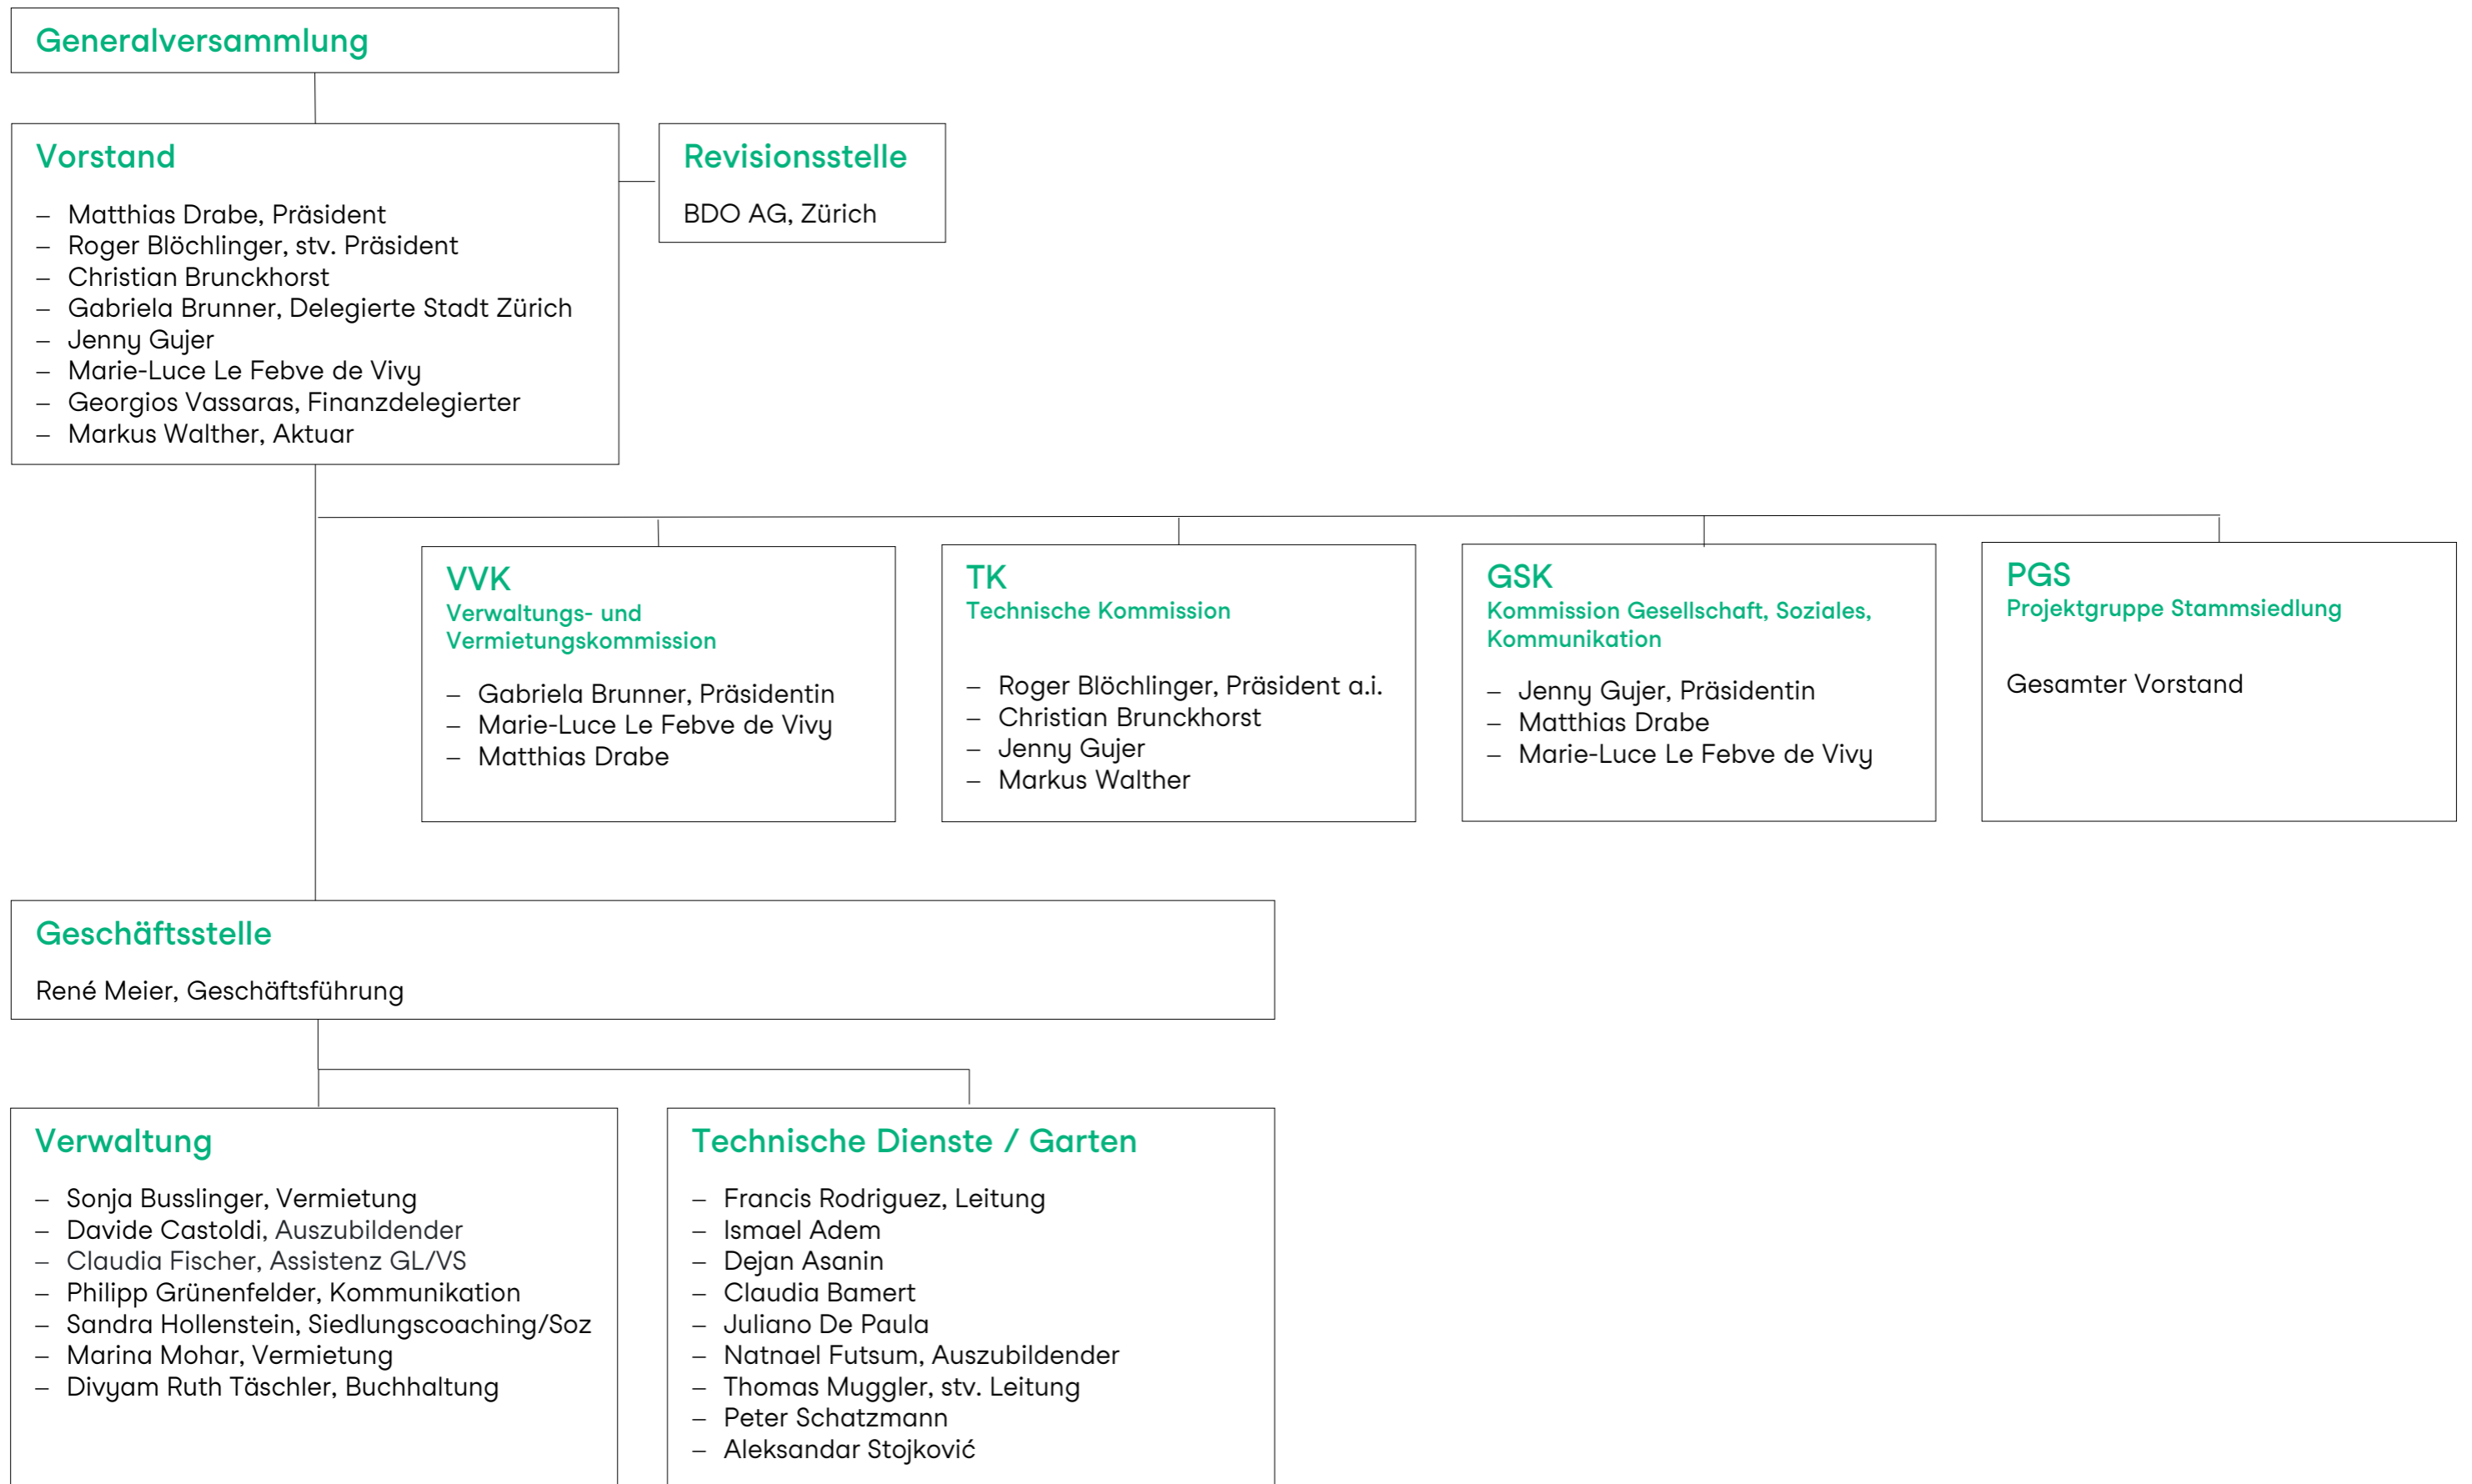 Generalversammlung
Vorstand
– Matthias Drabe, Präsident
– Roger Blöchlinger, stv. Präsident
– Christian Brunckhorst
– Gabriela Brunner, Delegierte Stadt Zürich
– Jenny Gujer
– Marie-Luce Le Febve de Vivy
– Georgios Vassaras, Finanzdelegierter
– Markus Walther, Aktuar
Revisionsstelle
BDO AG, Zürich
VVK
Verwaltungs- und
Vermietungskommission
– Gabriela Brunner, Präsidentin
– Marie-Luce Le Febve de Vivy
– Matthias Drabe
TK
Technische Kommission
– Roger Blöchlinger, Präsident a.i.
– Christian Brunckhorst
– Jenny Gujer
– Markus Walther
GSK
Kommission Gesellschaft, Soziales,
Kommunikation
– Jenny Gujer, Präsidentin
– Matthias Drabe
– Marie-Luce Le Febve de Vivy
PGS
Projektgruppe Stammsiedlung
Gesamter Vorstand
Geschäftsstelle
René Meier, Geschäftsführung
Verwaltung
– Sonja Busslinger, Vermietung
– Davide Castoldi, Auszubildender
– Claudia Fischer, Assistenz GL/VS
– Philipp Grünenfelder, Kommunikation
– Sandra Hollenstein, Siedlungscoaching/Soz
– Marina Mohar, Vermietung
– Divyam Ruth Täschler, Buchhaltung
Technische Dienste / Garten
– Francis Rodriguez, Leitung
– Ismael Adem
– Dejan Asanin
– Claudia Bamert
– Juliano De Paula
– Natnael Futsum, Auszubildender
– Thomas Muggler, stv. Leitung
– Peter Schatzmann
– Aleksandar Stojković